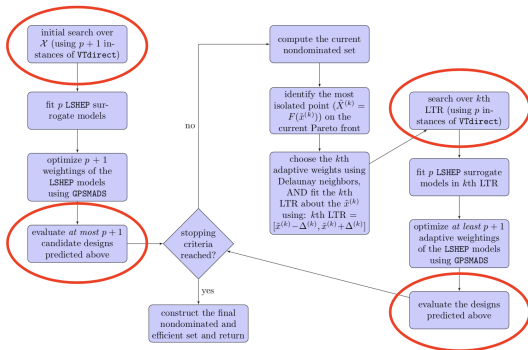 initial search over
𝒳 (using p + 1 in-
stances of VTdirect)
fit p LSHEP sur-
rogate models
optimize p + 1
weightings of
the LSHEP models
using GPSMADS
evaluate at most p+1
candidate designs
predicted above
stopping
criteria
reached?
no
yes
construct the final
nondominated and
efficient set and return
compute the current
nondominated set
identify the most
isolated point (X̂^(k) =
F(x̃^(k))) on the
current Pareto front
choose the kth
adaptive weights using
Delaunay neighbors,
AND fit the kth
LTR about the x̃^(k)
using: kth LTR =
[x̃^(k)−Δ^(k), x̃^(k)+Δ^(k)]
search over kth
LTR (using p in-
stances of VTdirect)
fit p LSHEP surrogate
models in kth LTR
optimize at least p+1
adaptive weightings
of the LSHEP models
using GPSMADS
evaluate the designs
predicted above